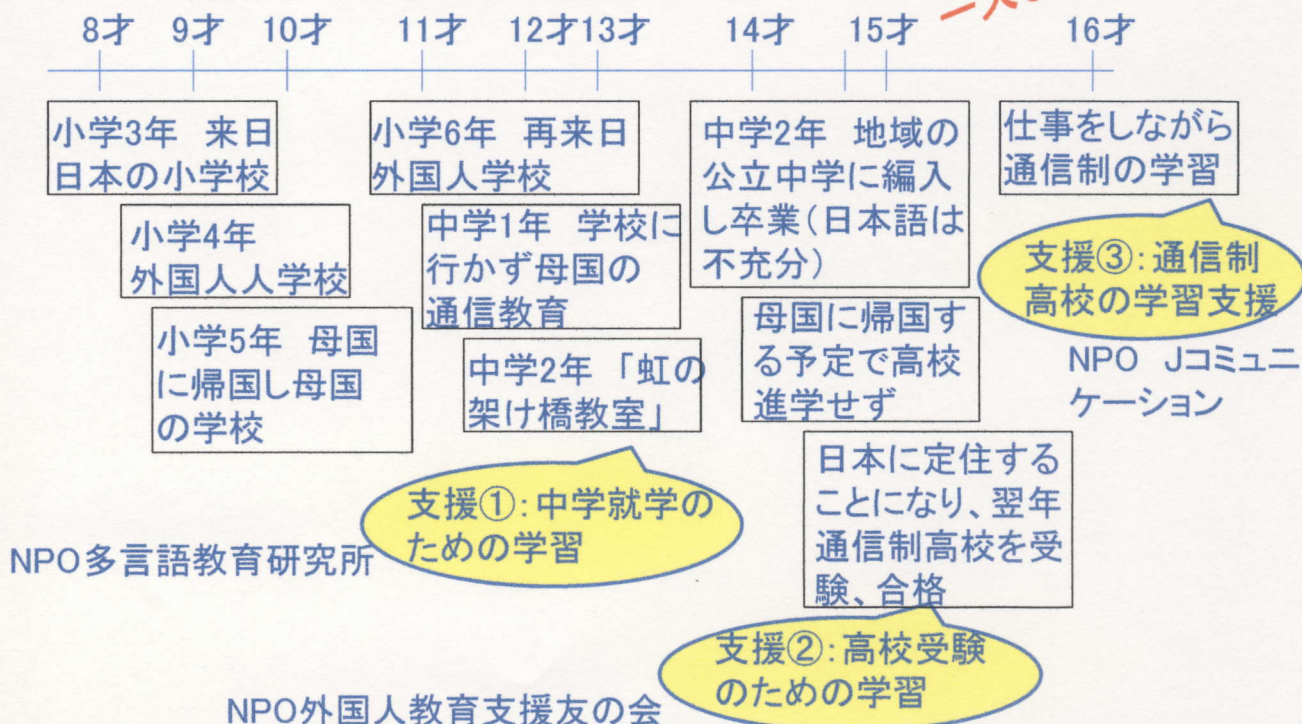 8才 9才 10才 11才 12才 13才 14才 15才 16才
小学3年 来日
日本の小学校
小学4年
外国人人学校
小学5年 母国
に帰国し母国
の学校
小学6年 再来日
外国人学校
中学1年 学校に
行かず母国の
通信教育
中学2年 「虹の
架け橋教室」
支援①:中学就学の
ための学習
NPO多言語教育研究所
中学2年 地域の
公立中学に編入
し卒業(日本語は
不充分)
母国に帰国す
る予定で高校
進学せず
日本に定住する
ことになり、翌年
通信制高校を受
験、合格
支援②:高校受験
のための学習
NPO外国人教育支援友の会
仕事をしながら
通信制の学習
支援③:通信制
高校の学習支援
NPO Jコミュニ
ケーション